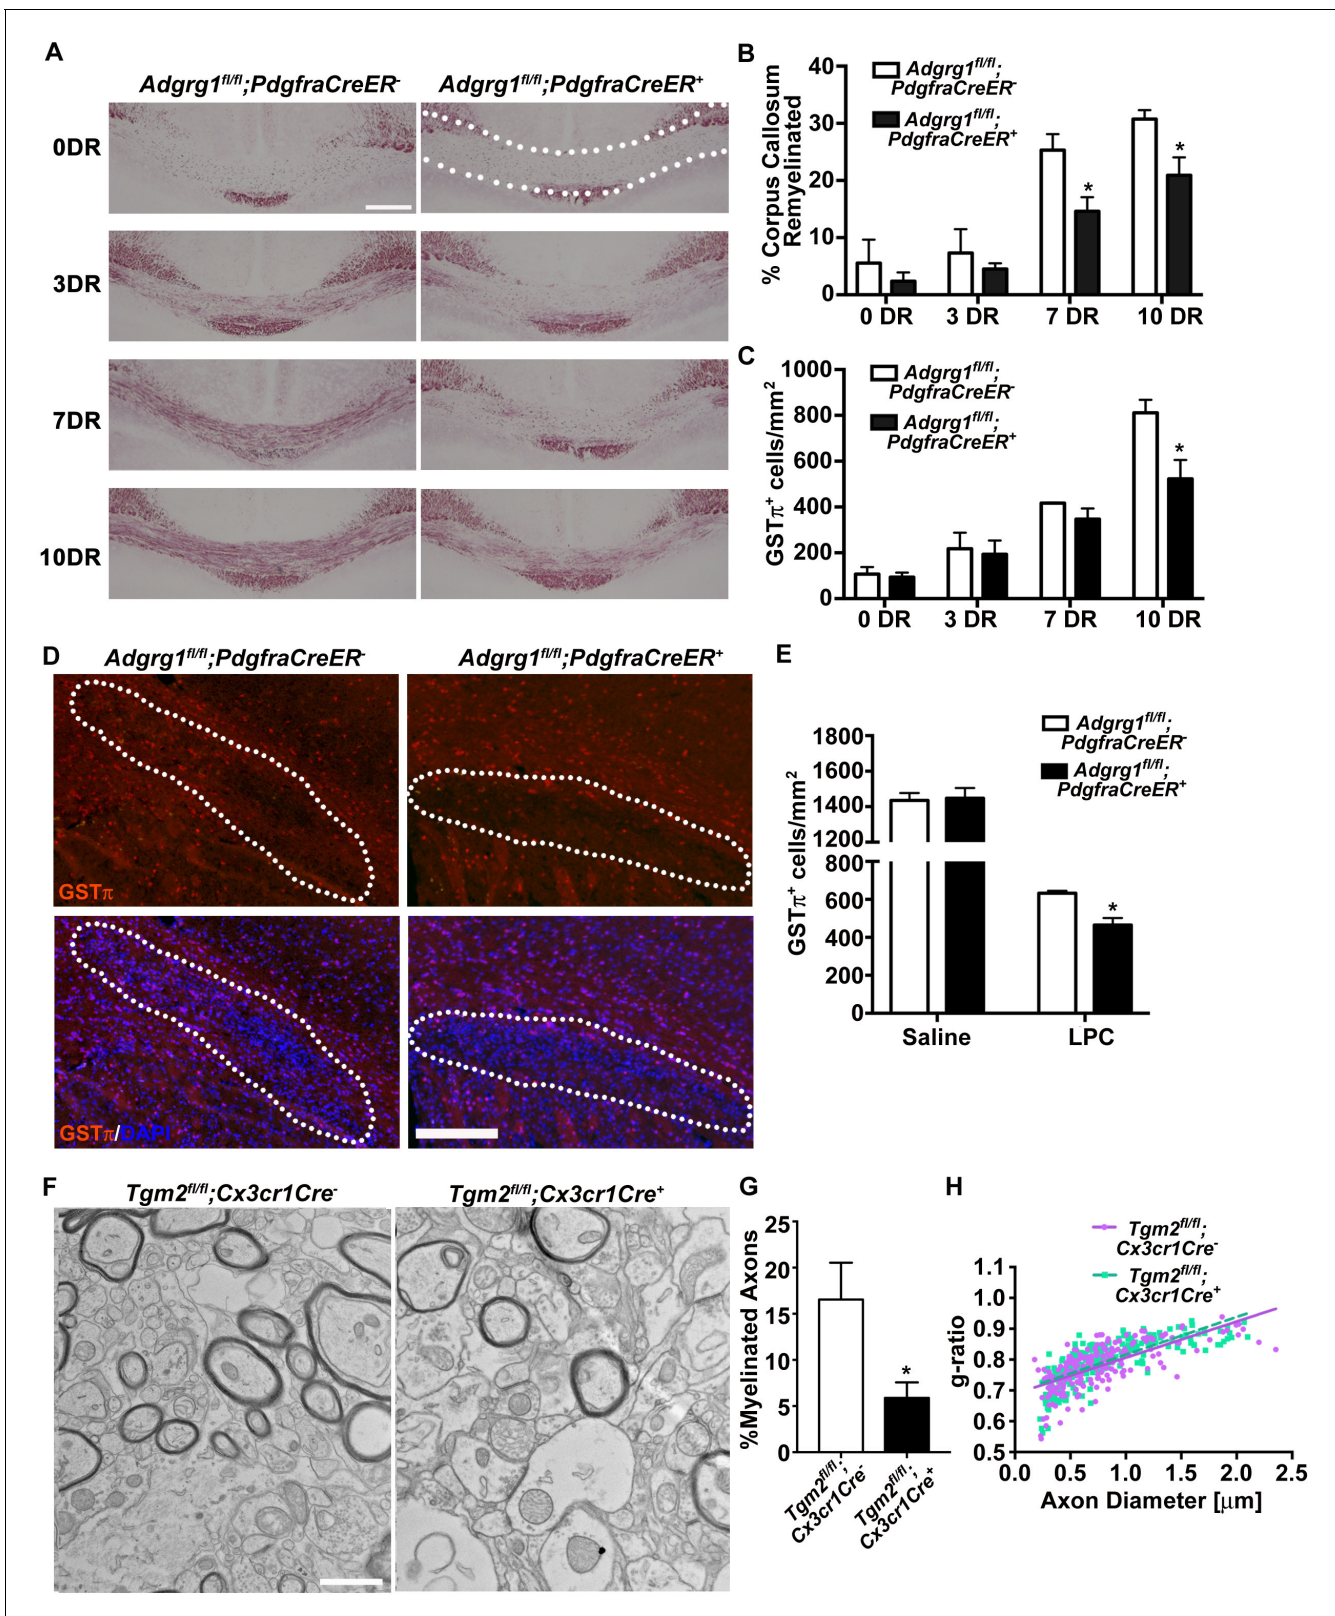 A
Adgrg1fl/fl;PdgfraCreER-
Adgrg1fl/fl;PdgfraCreER+
0DR
3DR
7DR
10DR
B
% Corpus Callosum
Remyelinated
40
30
20
10
0
Adgrg1fl/fl;
PdgfraCreER-
Adgrg1fl/fl;
PdgfraCreER+
*
*
0 DR
3 DR
7 DR
10 DR
C
GSTπ+ cells/mm2
1000
800
600
400
200
0
Adgrg1fl/fl;
PdgfraCreER-
Adgrg1fl/fl;
PdgfraCreER+
*
0 DR
3 DR
7 DR
10 DR
D
Adgrg1fl/fl;PdgfraCreER-
Adgrg1fl/fl;PdgfraCreER+
GSTπ
GSTπ/DAPI
E
GSTπ+ cells/mm2
1800
1600
1400
1200
800
600
400
200
0
Adgrg1fl/fl;
PdgfraCreER-
Adgrg1fl/fl;
PdgfraCreER+
*
Saline
LPC
F
Tgm2fl/fl;Cx3cr1Cre-
Tgm2fl/fl;Cx3cr1Cre+
G
%Myelinated Axons
25
20
15
10
5
0
*
Tgm2fl/fl;
Cx3cr1Cre-
Tgm2fl/fl;
Cx3cr1Cre+
H
Tgm2fl/fl;
Cx3cr1Cre-
Tgm2fl/fl;
Cx3cr1Cre+
g-ratio
1.1
1.0
0.9
0.8
0.7
0.6
0.5
0.0
0.5
1.0
1.5
2.0
2.5
Axon Diameter [μm]